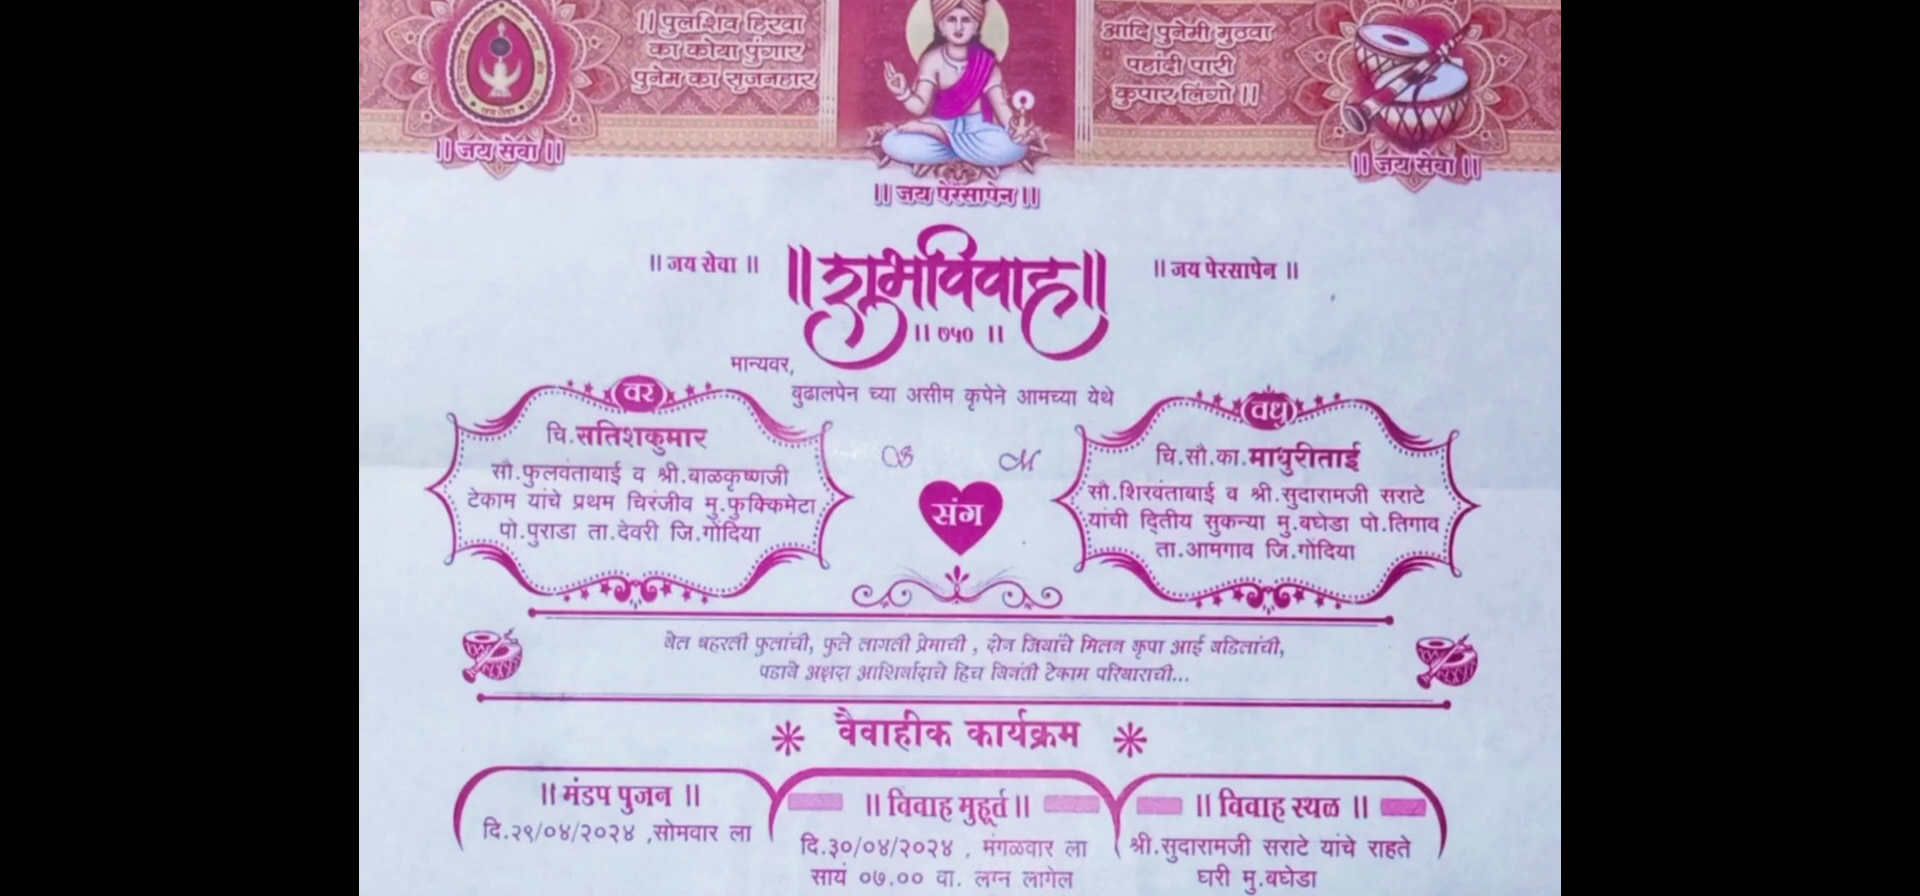 || पुलशिव हिरवा
का कोया पुंगार
पुनेम का सृजनहार
आदि पुनेमी मुठवा
पहांदी पारी
कुपार लिंगो ||
|| जय सेवा ||
|| जय पेरसापेन ||
|| जय सेवा ||
|| जय सेवा ||
|| शुभविवाह ||
|| जय पेरसापेन ||
|| ७५० ||
मान्यवर,
बुढालपेन च्या असीम कृपेने आमच्या येथे
वर
चि.सतिशकुमार
सौ.फुलवंताबाई व श्री.बाळकृष्णजी
टेकाम यांचे प्रथम चिरंजीव मु.फुक्किमेटा
पो.पुराडा ता.देवरी जि.गोंदिया
संग
वधु
चि.सौ.का.माधुरीताई
सौ.शिरवंताबाई व श्री.सुदारामजी सराटे
यांची द्वितीय सुकन्या मु.बघेडा पो.तिगाव
ता.आमगाव जि.गोंदिया
वेल बहरली फुलांची, फुले लागली प्रेमाची , दोन जिवांचे मिलन कृपा आई वडिलांची,
पडावे अक्षदा आशिर्वादाचे हिच विनंती टेकाम परिवाराची...
वैवाहीक कार्यक्रम
|| मंडप पुजन ||
दि.२९/०४/२०२४ ,सोमवार ला
|| विवाह मुहूर्त ||
दि.३०/०४/२०२४ , मंगळवार ला
सायं ०७.०० वा. लग्न लागेल
|| विवाह स्थळ ||
श्री.सुदारामजी सराटे यांचे राहते
घरी मु.बघेडा